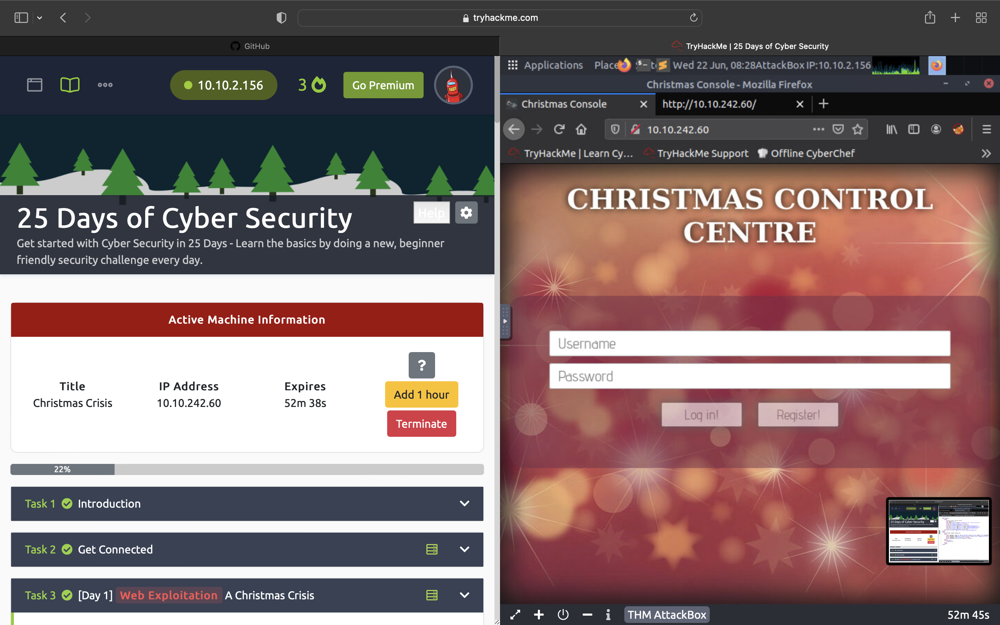 tryhackme.com
GitHub
TryHackMe | 25 Days of Cyber Security
10.10.2.156
3
Go Premium
25 Days of Cyber Security
Help
Get started with Cyber Security in 25 Days - Learn the basics by doing a new, beginner
friendly security challenge every day.
Active Machine Information
Title
IP Address
Expires
?
Christmas Crisis
10.10.242.60
52m 38s
Add 1 hour
Terminate
22%
Task 1 Introduction
Task 2 Get Connected
Task 3 [Day 1] Web Exploitation A Christmas Crisis
Applications Place Wed 22 Jun, 08:28 AttackBox IP:10.10.2.156
Christmas Console - Mozilla Firefox
Christmas Console
http://10.10.242.60/
10.10.242.60
TryHackMe | Learn Cy... TryHackMe Support Offline CyberChef
CHRISTMAS CONTROL
CENTRE
Username
Password
Log in!
Register!
25 Days of Cyber Security
THM AttackBox
52m 45s